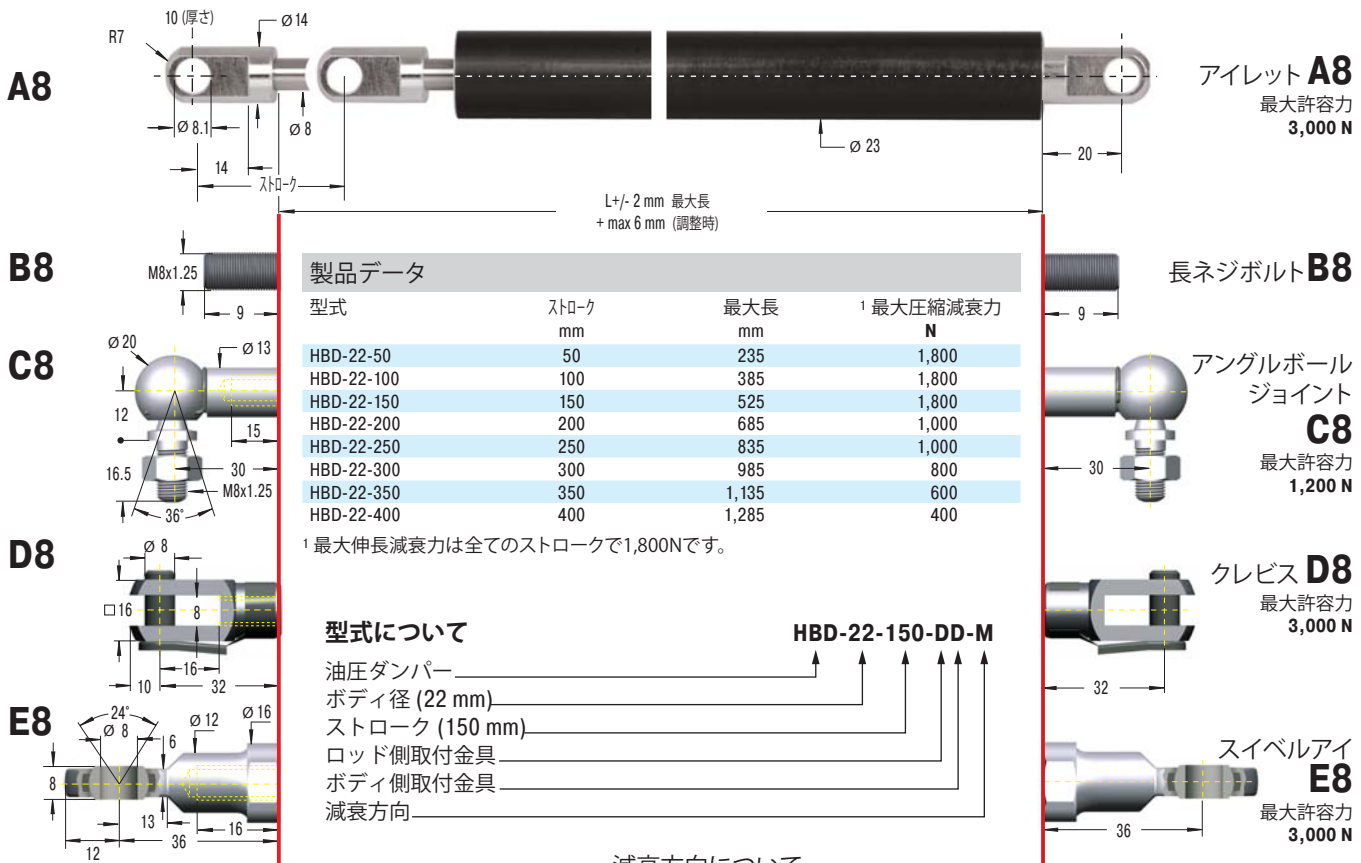 A8
10 (厚さ)
R7
Ø14
Ø 8.1
Ø 8
14
ストローク
Ø 23
20
アイレット A8
最大許容力
3,000 N
L+/- 2 mm 最大長
+ max 6 mm (調整時)
B8
M8x1.25
9
9
長ネジボルト B8
製品データ
型式 ストローク 最大長 ¹ 最大圧縮減衰力
mm mm N
HBD-22-50 50 235 1,800
HBD-22-100 100 385 1,800
HBD-22-150 150 525 1,800
HBD-22-200 200 685 1,000
HBD-22-250 250 835 1,000
HBD-22-300 300 985 800
HBD-22-350 350 1,135 600
HBD-22-400 400 1,285 400
¹ 最大伸長減衰力は全てのストロークで1,800Nです。
C8
Ø 20
Ø 13
12
15
16.5
30
M8x1.25
36°
30
アングルボール
ジョイント
C8
最大許容力
1,200 N
D8
Ø 8
□16
8
16
10
32
32
クレビス D8
最大許容力
3,000 N
型式について HBD-22-150-DD-M
油圧ダンパー
ボディ径 (22 mm)
ストローク (150 mm)
ロッド側取付金具
ボディ側取付金具
減衰方向
E8
24°
Ø 8
6
Ø 12
Ø 16
8
13
16
12
36
36
スイベルアイ
E8
最大許容力
3,000 N
減衰方向について